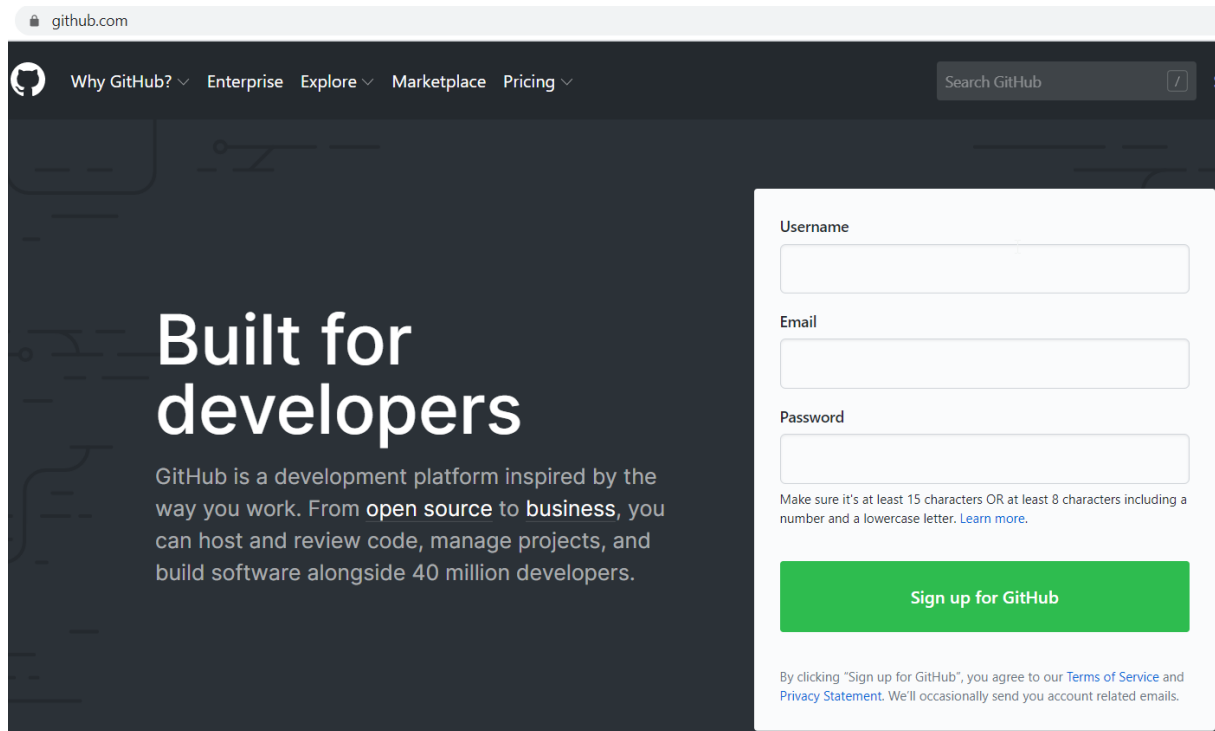 github.com
Why GitHub? Enterprise Explore Marketplace Pricing
Search GitHub /
Built for
developers
GitHub is a development platform inspired by the
way you work. From open source to business, you
can host and review code, manage projects, and
build software alongside 40 million developers.
Username
Email
Password
Make sure it's at least 15 characters OR at least 8 characters including a
number and a lowercase letter. Learn more.
Sign up for GitHub
By clicking “Sign up for GitHub”, you agree to our Terms of Service and
Privacy Statement. We’ll occasionally send you account related emails.